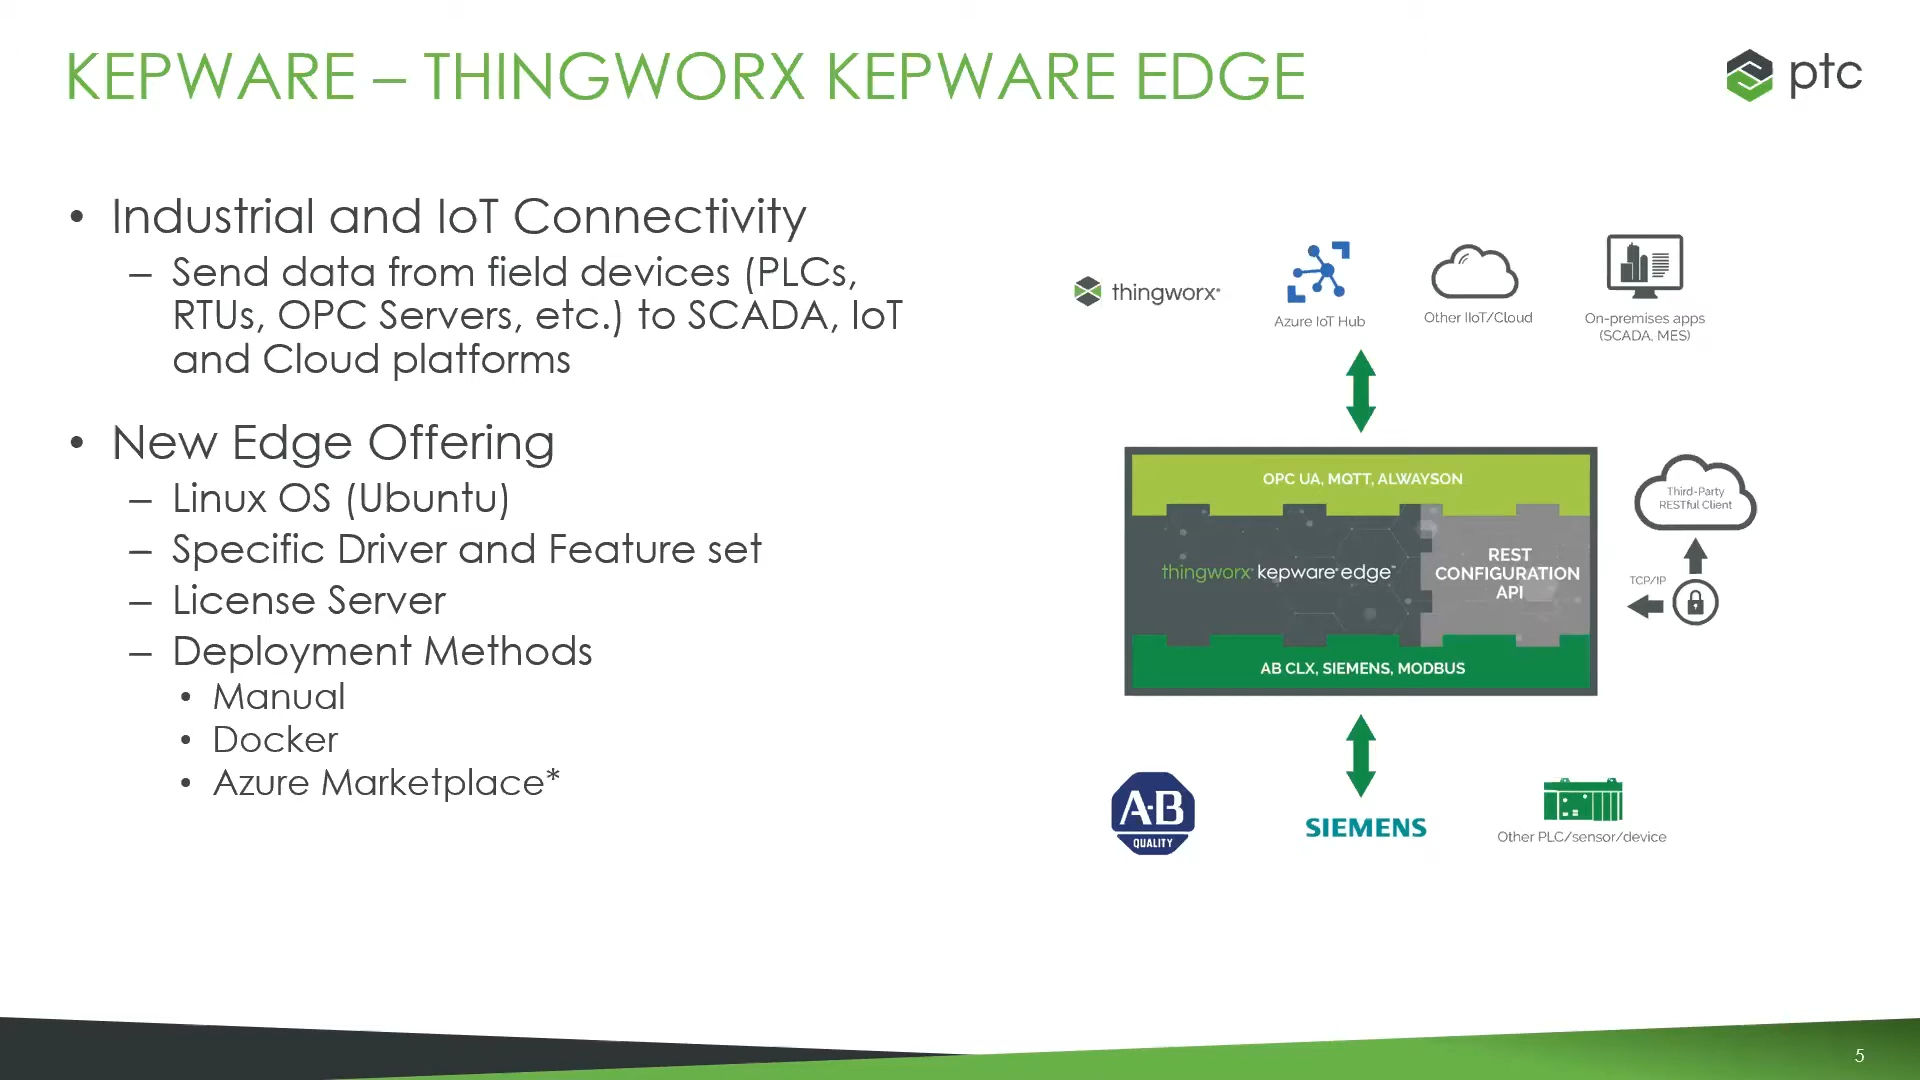 KEPWARE – THINGWORX KEPWARE EDGE
ptc
• Industrial and IoT Connectivity
– Send data from field devices (PLCs,
RTUs, OPC Servers, etc.) to SCADA, IoT
and Cloud platforms
• New Edge Offering
– Linux OS (Ubuntu)
– Specific Driver and Feature set
– License Server
– Deployment Methods
• Manual
• Docker
• Azure Marketplace*
thingworx®
Azure IoT Hub
Other IIoT/Cloud
On-premises apps
(SCADA, MES)
OPC UA, MQTT, ALWAYSON
thingworx® kepware® edge™
REST
CONFIGURATION
API
AB CLX, SIEMENS, MODBUS
Third-Party
RESTful Client
TCP/IP
A-B
QUALITY
SIEMENS
Other PLC/sensor/device
5